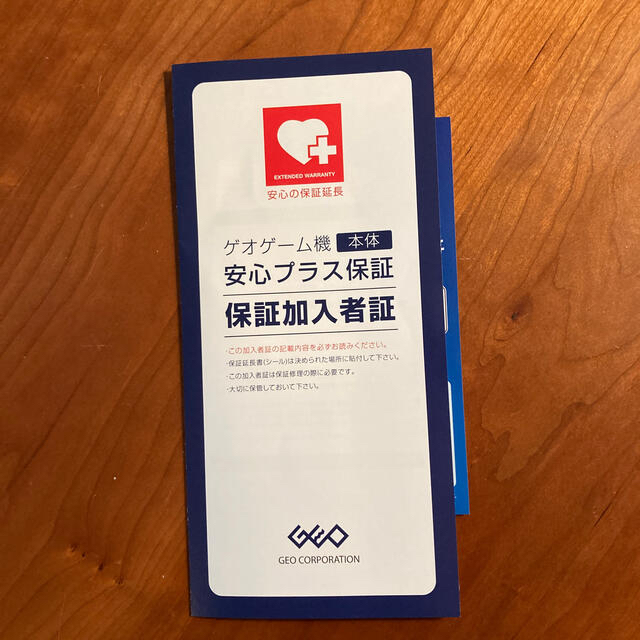 EXTENDED WARRANTY
安心の保証延長
ゲオゲーム機 本体
安心プラス保証
保証加入者証
・この加入者証の記載内容を必ずお読みください。
・保証延長書(シール)は決められた場所に貼付して下さい。
・この加入者証は保証修理の際に必要です。
・大切に保管しておいて下さい。
GEO
GEO CORPORATION